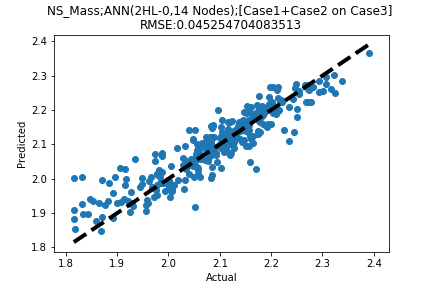 NS_Mass;ANN(2HL-0,14 Nodes);[Case1+Case2 on Case3]
RMSE:0.045254704083513
2.4
2.3
2.2
2.1
2.0
1.9
1.8
Predicted
1.8 1.9 2.0 2.1 2.2 2.3 2.4
Actual